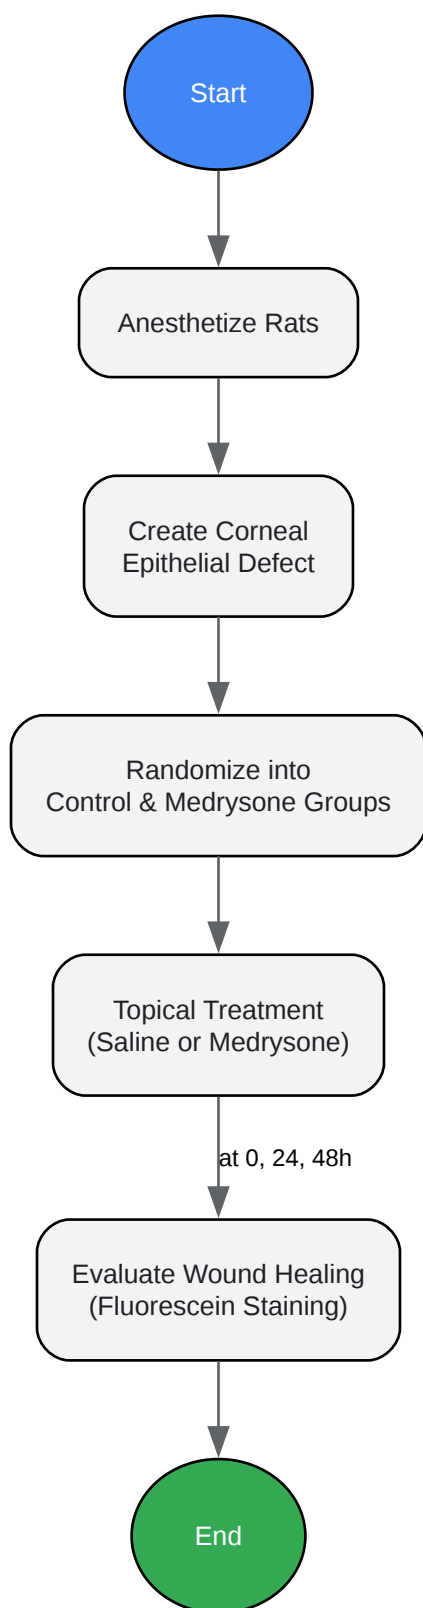 Start
Anesthetize Rats
Create Corneal
Epithelial Defect
Randomize into
Control & Medrysone Groups
Topical Treatment
(Saline or Medrysone)
at 0, 24, 48h
Evaluate Wound Healing
(Fluorescein Staining)
End